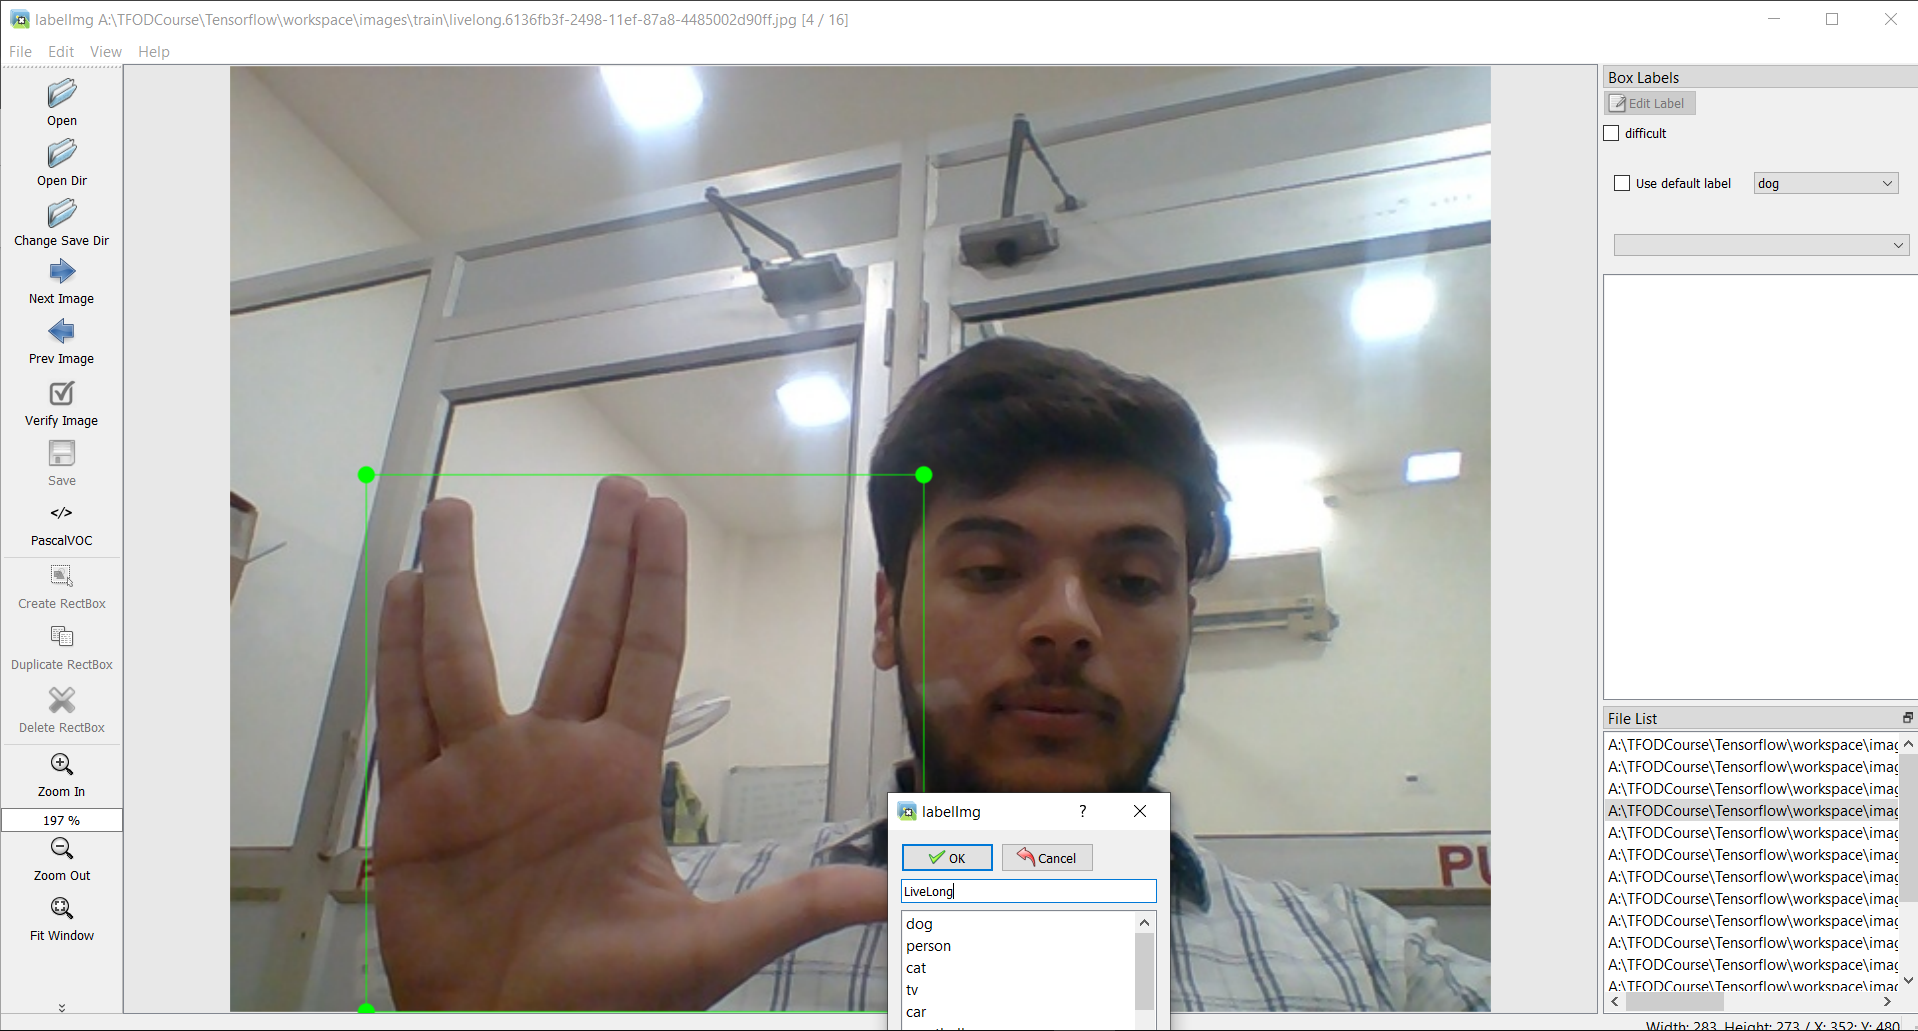 labelImg A:\TFODCourse\Tensorflow\workspace\images\train\livelong.6136fb3f-2498-11ef-87a8-4485002d90ff.jpg [4 / 16]
File Edit View Help
Open
Open Dir
Change Save Dir
Next Image
Prev Image
Verify Image
Save
</>
PascalVOC
Create RectBox
Duplicate RectBox
Delete RectBox
Zoom In
197 %
Zoom Out
Fit Window
PU
labelImg ?
OK Cancel
LiveLong
dog
person
cat
tv
car
Box Labels
Edit Label
difficult
Use default label dog
File List
A:\TFODCourse\Tensorflow\workspace\imag
A:\TFODCourse\Tensorflow\workspace\imag
A:\TFODCourse\Tensorflow\workspace\imag
A:\TFODCourse\Tensorflow\workspace\imag
A:\TFODCourse\Tensorflow\workspace\imag
A:\TFODCourse\Tensorflow\workspace\imag
A:\TFODCourse\Tensorflow\workspace\imag
A:\TFODCourse\Tensorflow\workspace\imag
A:\TFODCourse\Tensorflow\workspace\imag
A:\TFODCourse\Tensorflow\workspace\imag
A:\TFODCourse\Tensorflow\workspace\imag
A:\TFODCourse\Tensorflow\workspace\imag
Width: 283, Height: 273 / X: 352; Y: 480